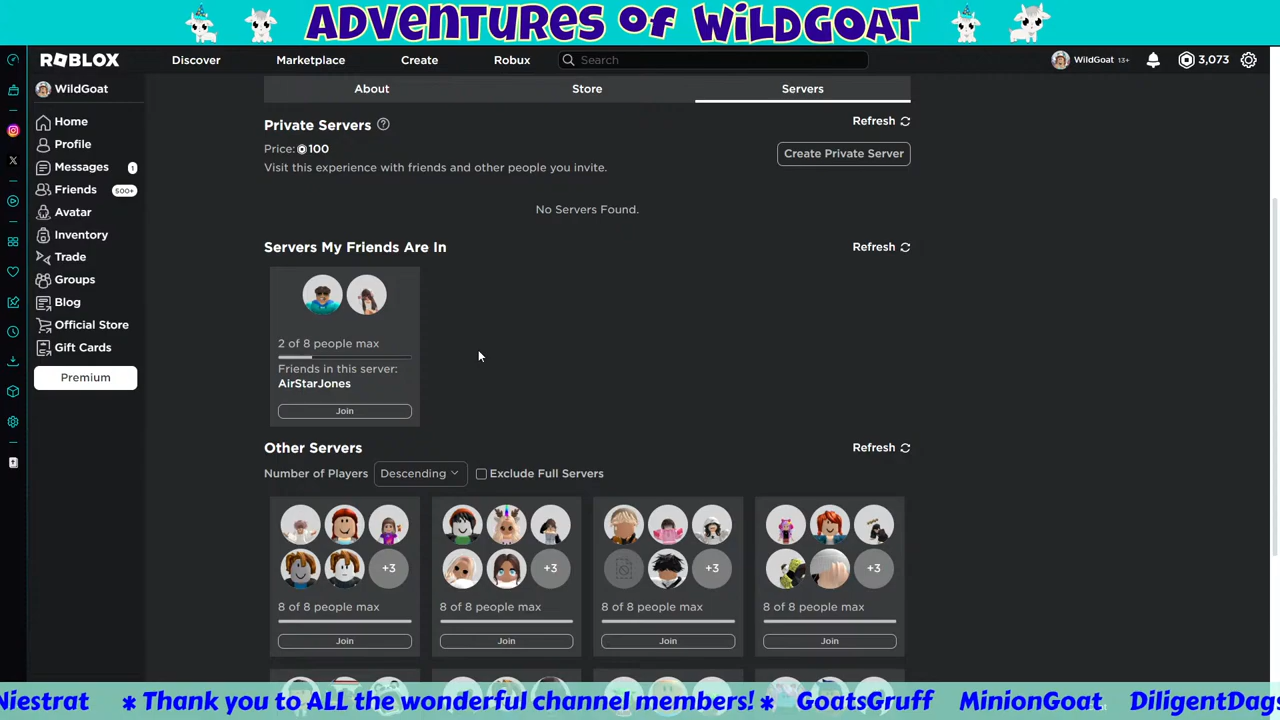 ADVENTURES OF WILDGOAT
ROBLOX
Discover
Marketplace
Create
Robux
Search
WildGoat 13+
3,073
WildGoat
Home
Profile
Messages 1
Friends 500+
Avatar
Inventory
Trade
Groups
Blog
Official Store
Gift Cards
Premium
About
Store
Servers
Private Servers
Refresh
Price: 100
Create Private Server
Visit this experience with friends and other people you invite.
No Servers Found.
Servers My Friends Are In
Refresh
2 of 8 people max
Friends in this server:
AirStarJones
Join
Other Servers
Refresh
Number of Players Descending Exclude Full Servers
+3 +3 +3 +3
8 of 8 people max 8 of 8 people max 8 of 8 people max 8 of 8 people max
Join Join Join Join
Niestrat * Thank you to ALL the wonderful channel members! * GoatsGruff MinionGoat DiligentDag